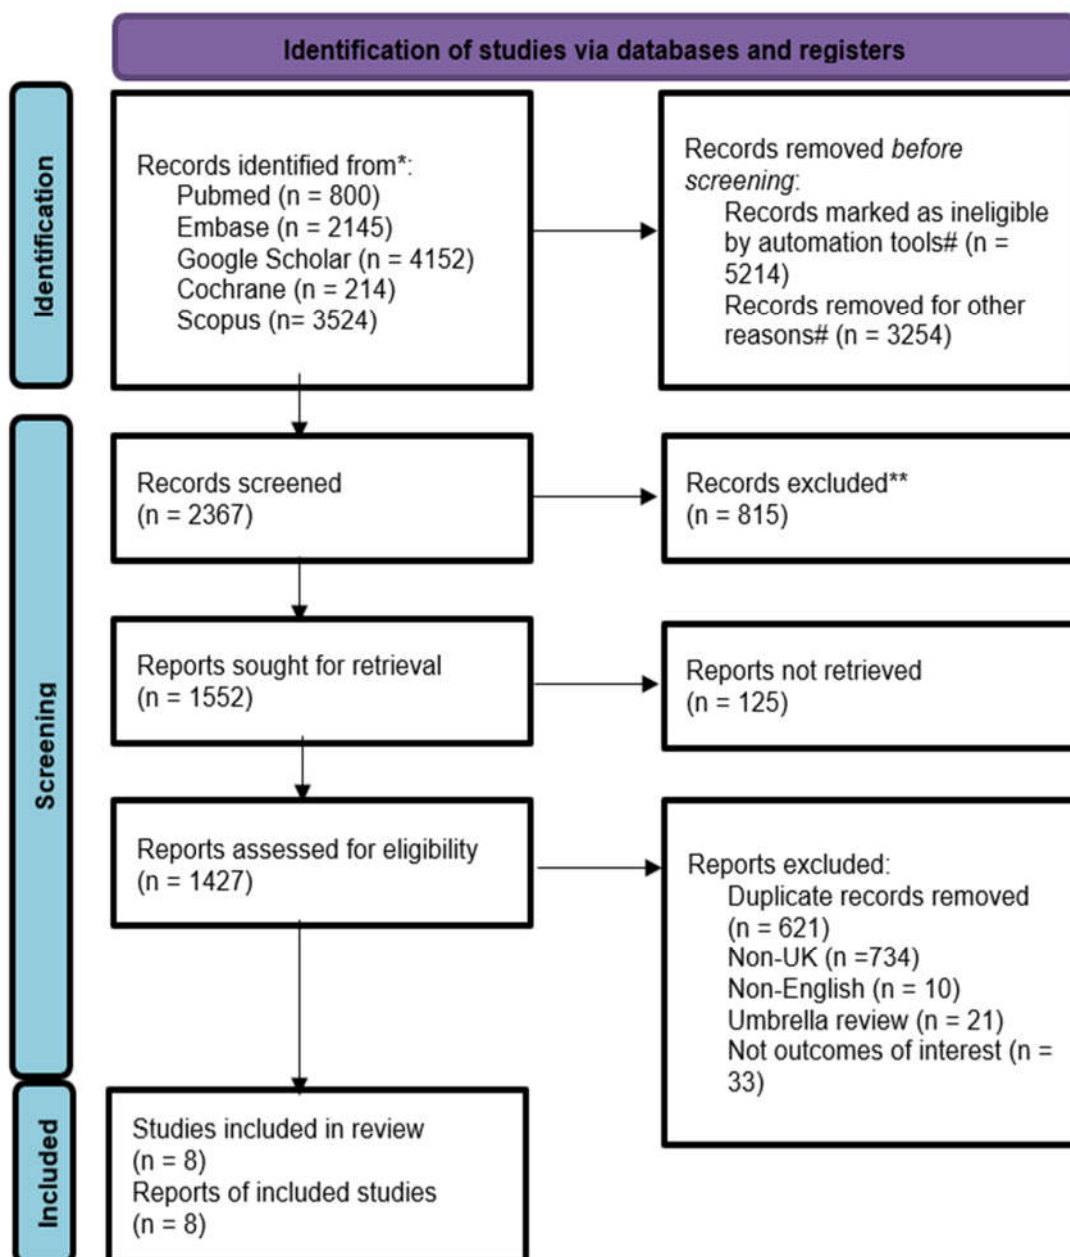 Identification of studies via databases and registers
Identification
Records identified from*:
Pubmed (n = 800)
Embase (n = 2145)
Google Scholar (n = 4152)
Cochrane (n = 214)
Scopus (n= 3524)
Records removed before
screening:
Records marked as ineligible
by automation tools# (n =
5214)
Records removed for other
reasons# (n = 3254)
Screening
Records screened
(n = 2367)
Records excluded**
(n = 815)
Reports sought for retrieval
(n = 1552)
Reports not retrieved
(n = 125)
Reports assessed for eligibility
(n = 1427)
Reports excluded:
Duplicate records removed
(n = 621)
Non-UK (n =734)
Non-English (n = 10)
Umbrella review (n = 21)
Not outcomes of interest (n =
33)
Included
Studies included in review
(n = 8)
Reports of included studies
(n = 8)